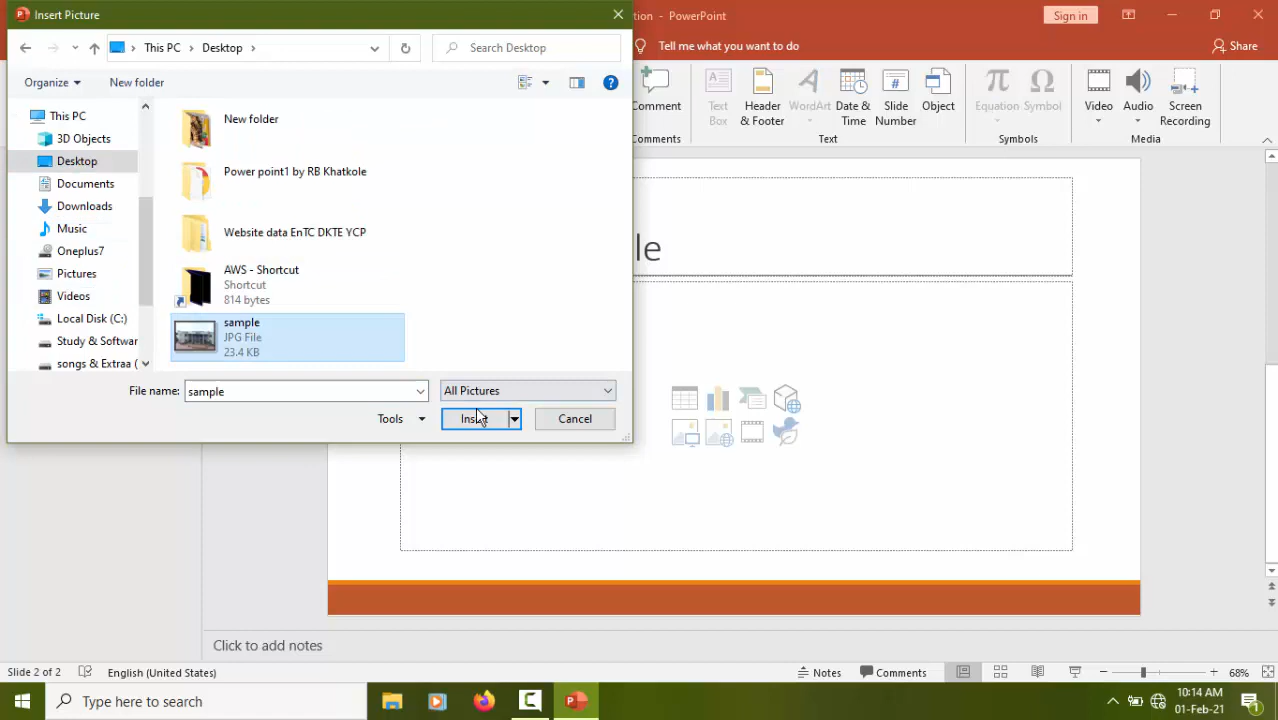 Insert Picture
This PC
Desktop
Search Desktop
Organize
New folder
This PC
3D Objects
Desktop
Documents
Downloads
Music
Oneplus7
Pictures
Videos
Local Disk (C:)
Study & Softwar
songs & Extraa (
New folder
Power point1 by RB Khatkole
Website data EnTC DKTE YCP
AWS - Shortcut
Shortcut
814 bytes
sample
JPG File
23.4 KB
File name:
sample
All Pictures
Tools
Insert
Cancel
tion - PowerPoint
Sign in
Tell me what you want to do
Share
Comment
Comments
Text
Box
Header
& Footer
WordArt
Date &
Time
Slide
Number
Object
Text
Equation
Symbol
Symbols
Video
Audio
Screen
Recording
Media
le
Click to add notes
Slide 2 of 2
English (United States)
Notes
Comments
68%
Type here to search
10:14 AM
01-Feb-21
1